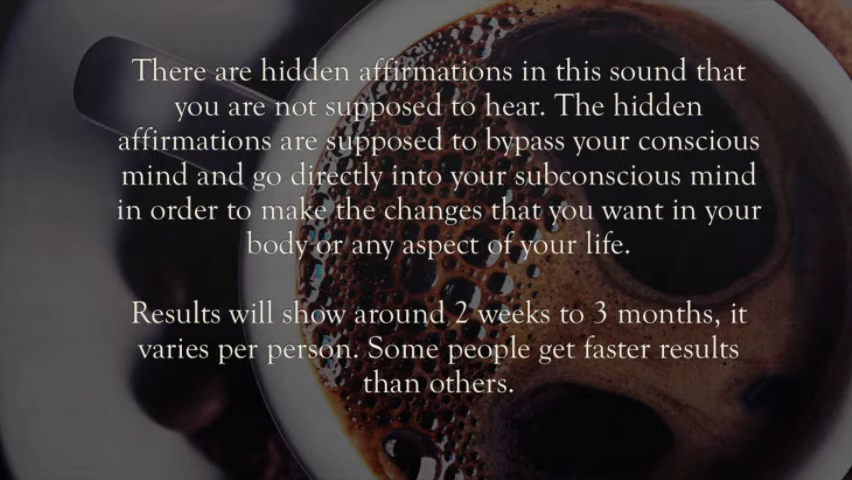 There are hidden affirmations in this sound that
you are not supposed to hear. The hidden
affirmations are supposed to bypass your conscious
mind and go directly into your subconscious mind
in order to make the changes that you want in your
body or any aspect of your life.
Results will show around 2 weeks to 3 months, it
varies per person. Some people get faster results
than others.